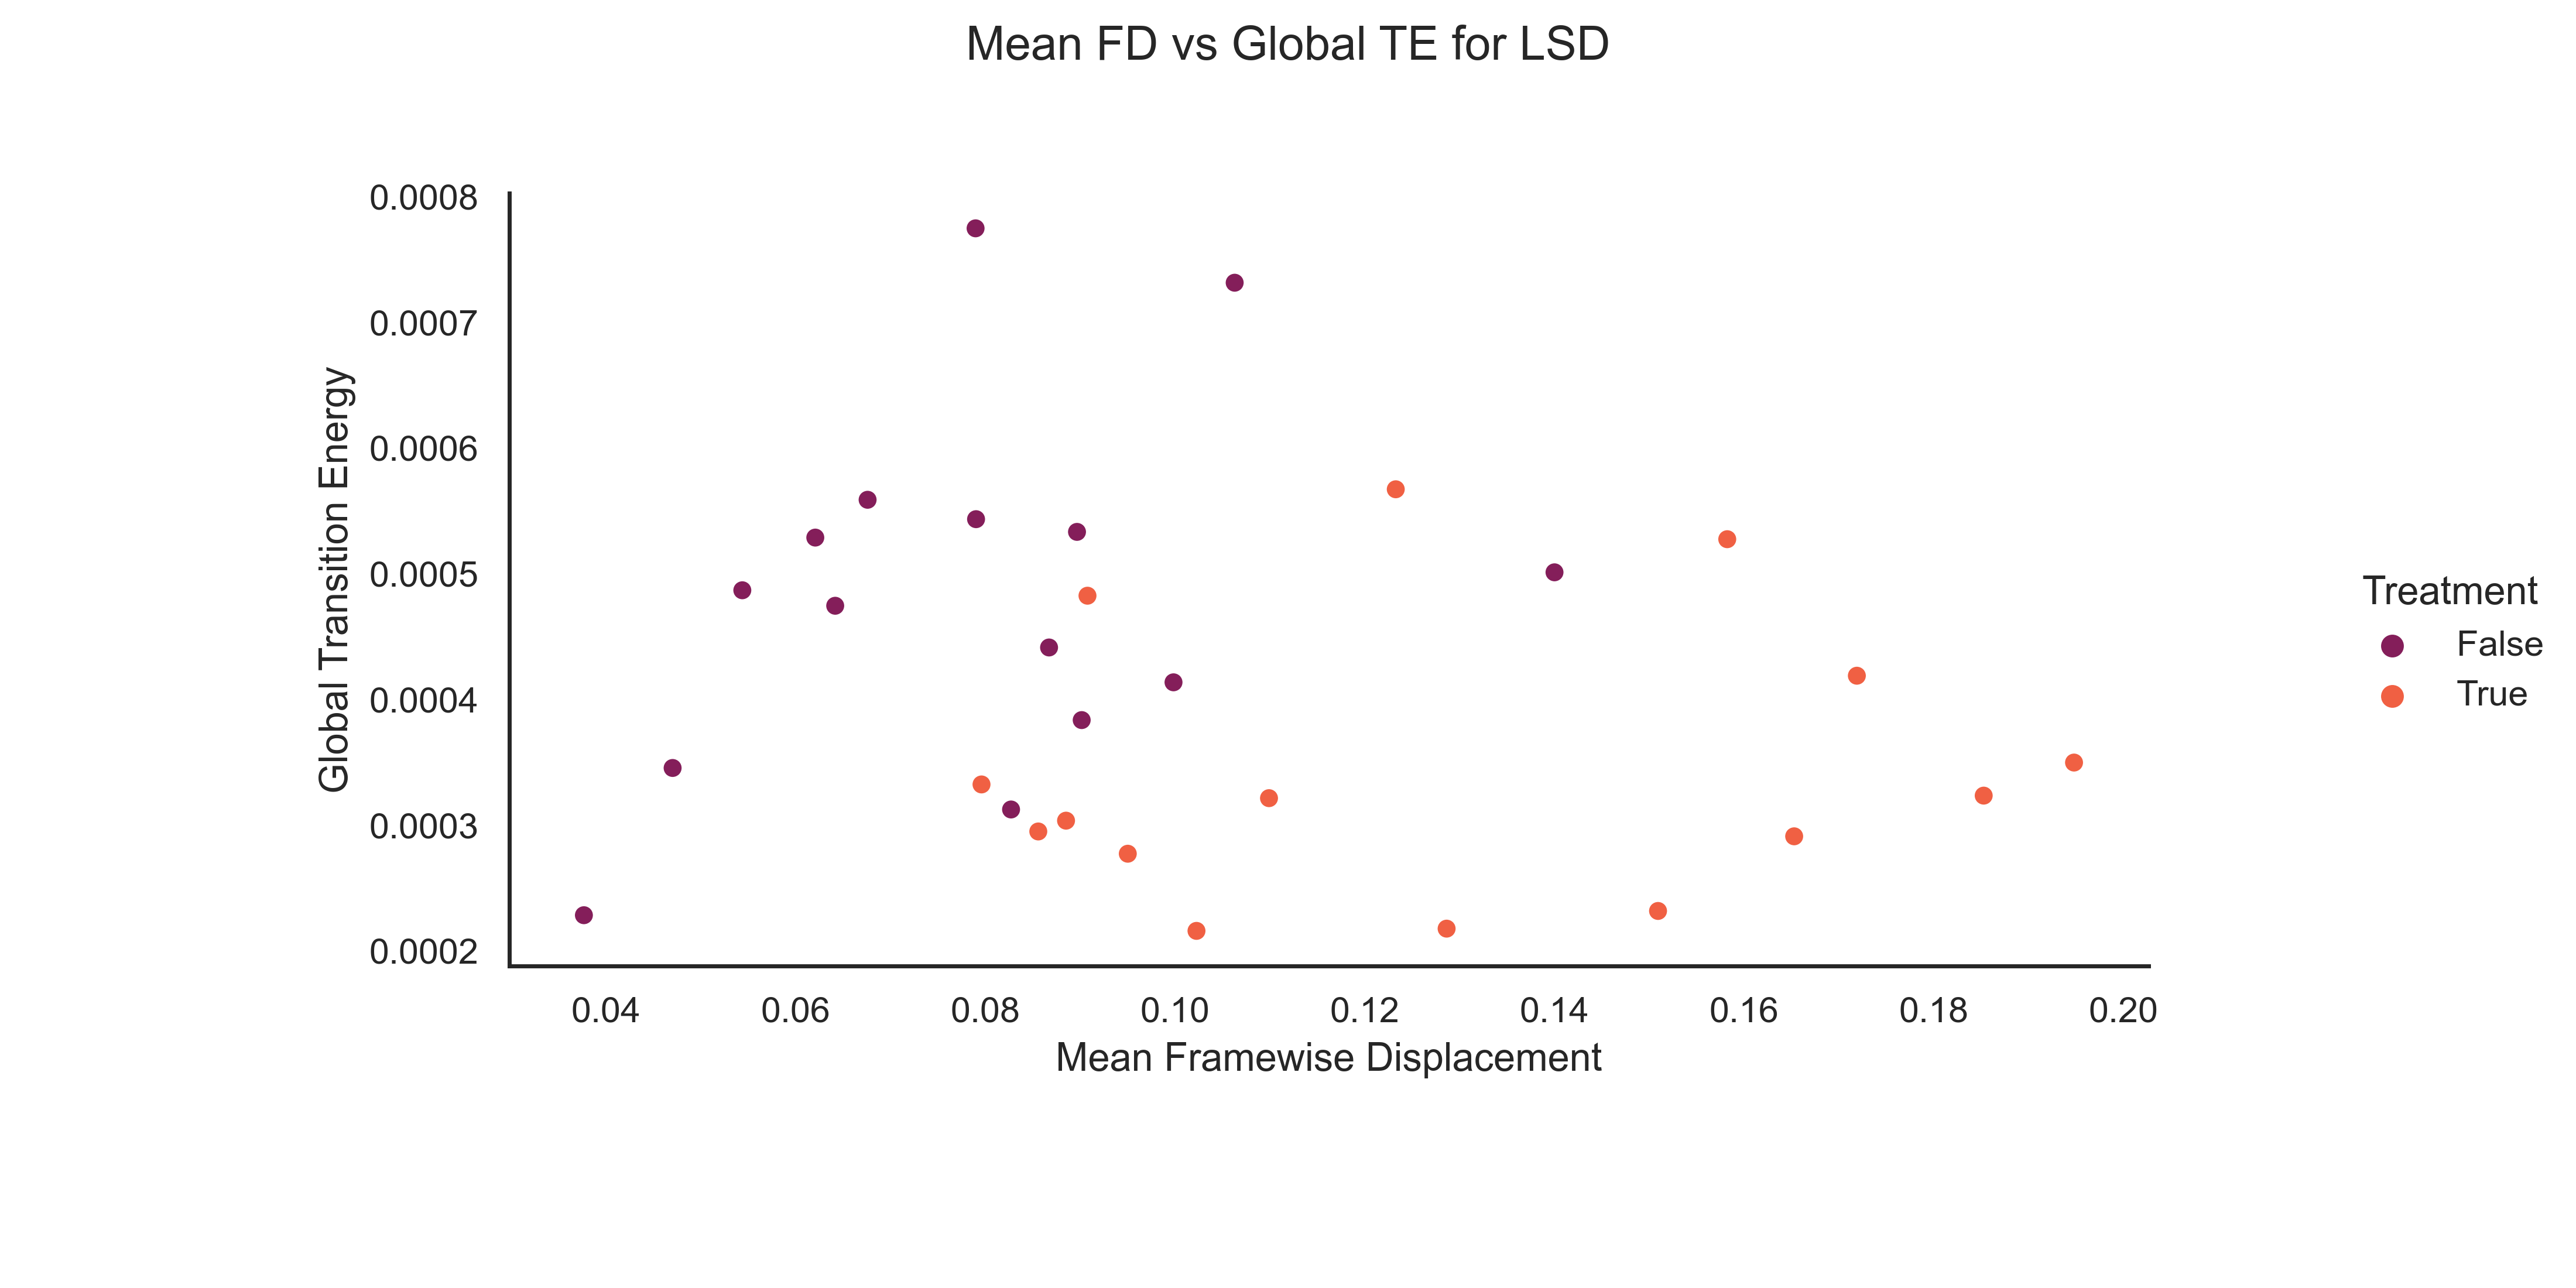 Mean FD vs Global TE for LSD
0.0008
0.0007
0.0006
0.0005
0.0004
0.0003
0.0002
Global Transition Energy
0.04 0.06 0.08 0.10 0.12 0.14 0.16 0.18 0.20
Mean Framewise Displacement
Treatment
False
True